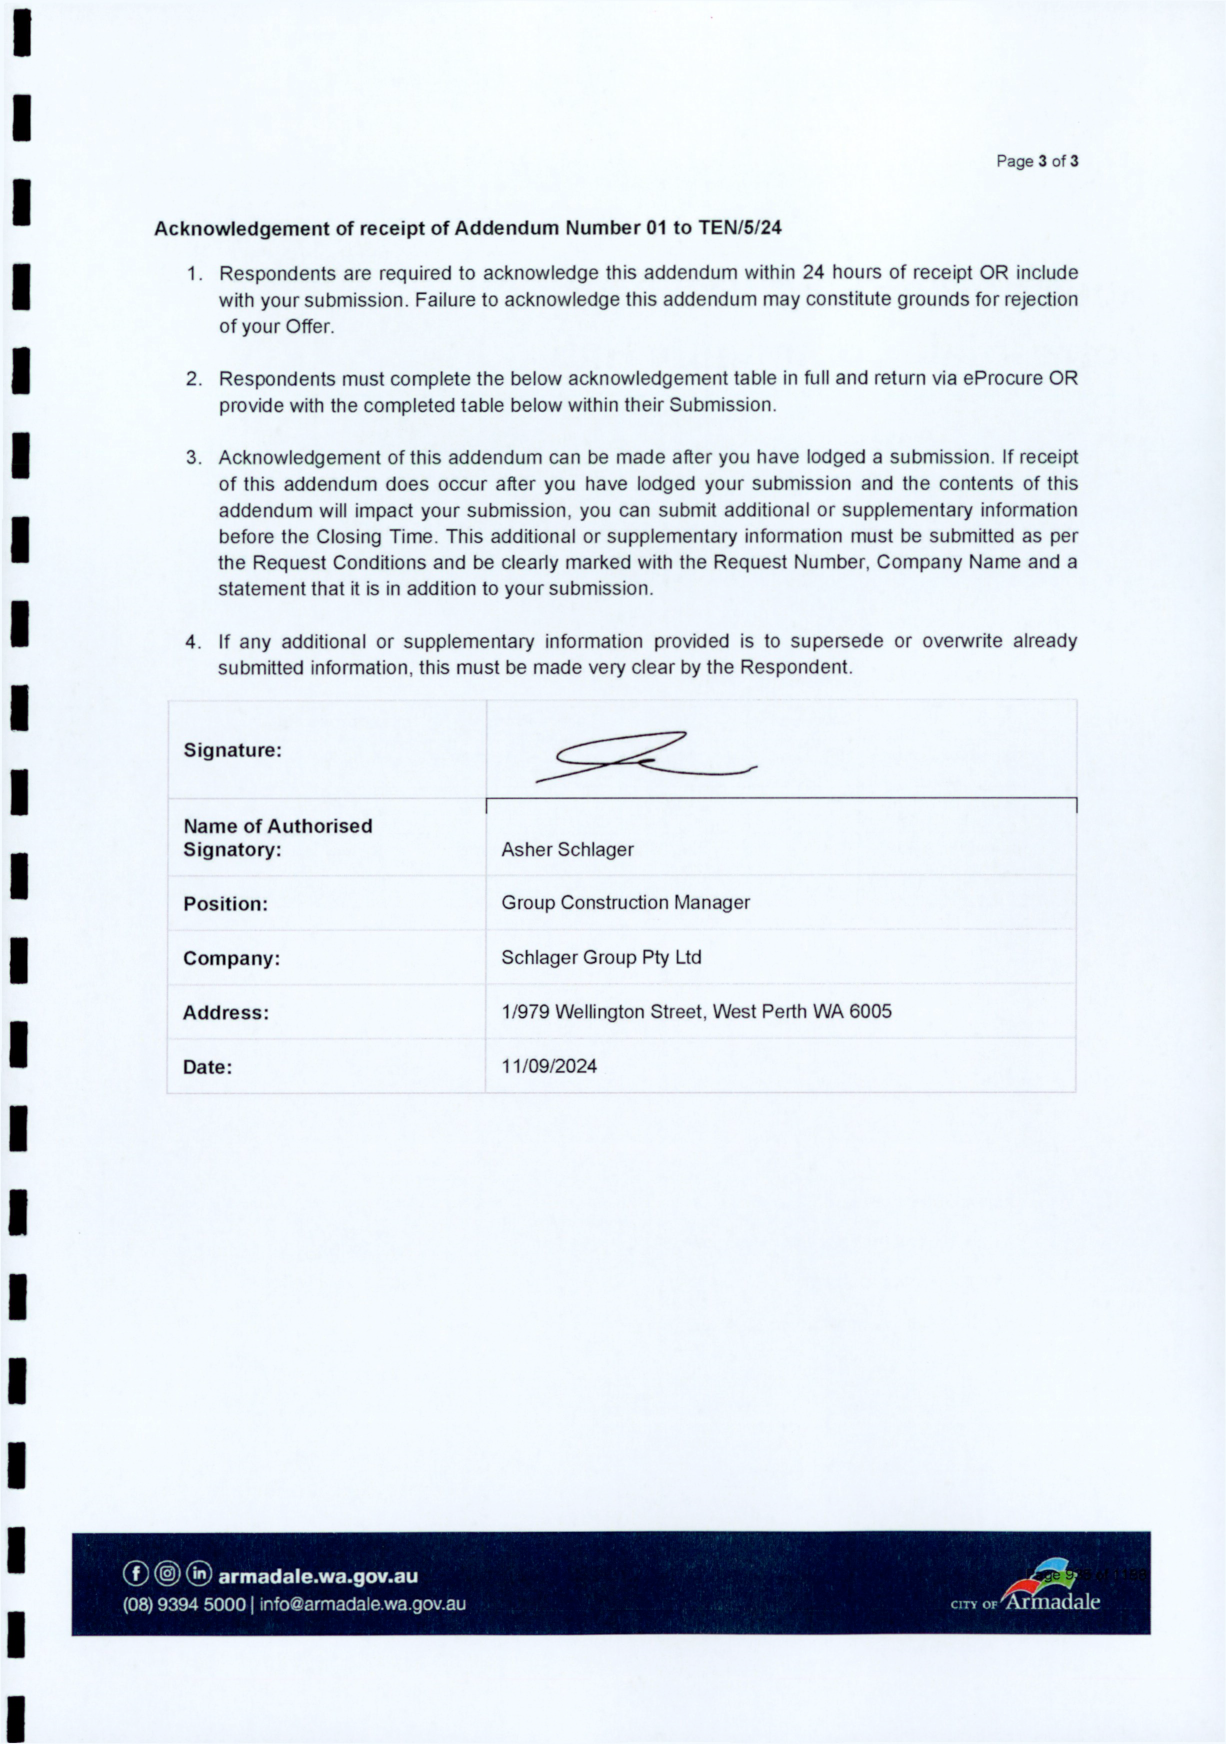 Page 3 of 3
Acknowledgement of receipt of Addendum Number 01 to TEN/5/24
1. Respondents are required to acknowledge this addendum within 24 hours of receipt OR include
with your submission. Failure to acknowledge this addendum may constitute grounds for rejection
of your Offer.
2. Respondents must complete the below acknowledgement table in full and return via eProcure OR
provide with the completed table below within their Submission.
3. Acknowledgement of this addendum can be made after you have lodged a submission. If receipt
of this addendum does occur after you have lodged your submission and the contents of this
addendum will impact your submission, you can submit additional or supplementary information
before the Closing Time. This additional or supplementary information must be submitted as per
the Request Conditions and be clearly marked with the Request Number, Company Name and a
statement that it is in addition to your submission.
4. If any additional or supplementary information provided is to supersede or overwrite already
submitted information, this must be made very clear by the Respondent.
Signature:
Name of Authorised
Signatory:
Asher Schlager
Position:
Group Construction Manager
Company:
Schlager Group Pty Ltd
Address:
1/979 Wellington Street, West Perth WA 6005
Date:
11/09/2024
armadale.wa.gov.au
(08) 9394 5000 | info@armadale.wa.gov.au
CITY OF Armadale